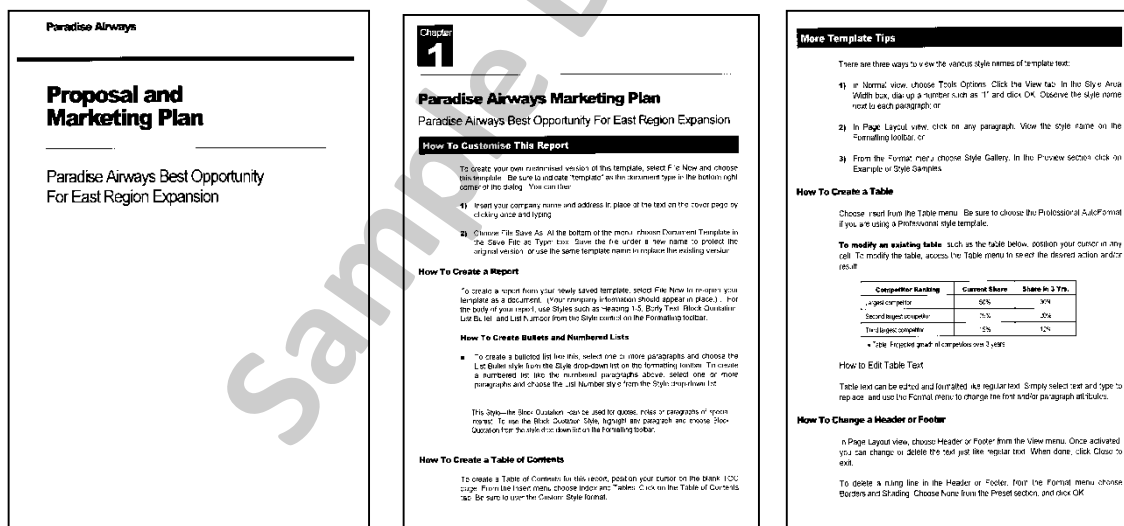 Paradise Airways
Proposal and
Marketing Plan
Paradise Airways Best Opportunity
For East Region Expansion
Chapter
1
Paradise Airways Marketing Plan
Paradise Airways Best Opportunity For East Region Expansion
How To Customise This Report
To create your own customised version of this template, select File New and choose
this template. Be sure to indicate "template" as the document type in the bottom right
corner of the dialog. You can then
1) Insert your company name and address in place of the text on the cover page by
clicking once and typing
2) Choose File Save As. At the bottom of the menu, choose Document Template in
the Save File as Type: box. Save the file under a new name to protect the
original version, or use the same template name to replace the existing version
How To Create a Report
To create a report from your newly saved template, select File New to re-open your
template as a document. (Your company information should appear in place.) . For
the body of your report, use Styles such as Heading 1-5, Body Text, Block Quotation,
List Bullet, and List Number from the Style control on the Formatting toolbar.
How To Create Bullets and Numbered Lists
■ To create a bulleted list like this, select one or more paragraphs and choose the
List Bullet style from the Style drop-down list on the formatting toolbar. To create
a numbered list like the numbered paragraphs above, select one or more
paragraphs and choose the List Number style from the Style drop-down list
This Style—the Block Quotation -can be used for quotes, notes or paragraphs of special
interest. To use the Block Quotation Style, highlight any paragraph and choose Block
Quotation from the style drop down list on the Formatting toolbar.
How To Create a Table of Contents
To create a Table of Contents for this report, position your cursor on the blank TOC
page. From the Insert menu, choose Index and Tables. Click on the Table of Contents
tab. Be sure to use the Custom Style format.
More Template Tips
There are three ways to view the various style names of template text:
1) In Normal view, choose Tools Options. Click the View tab. In the Style Area
Width box, dial up a number such as "1" and click OK. Observe the style name
next to each paragraph; or
2) In Page Layout view, click on any paragraph. View the style name on the
Formatting toolbar, or
3) From the Format menu choose Style Gallery. In the Preview section click on
Example or Style Samples
How To Create a Table
Choose Insert from the Table menu. Be sure to choose the Professional AutoFormat
if you are using a Professional style template.
To modify an existing table, such as the table below, position your cursor in any
cell. To modify the table, access the Table menu to select the desired action and/or
result
Competitor Ranking Current Share Share in 3 Yrs.
Largest competitor 50% 30%
Second largest competitor 20%
Third largest competitor 15% 12%
Table: Projected growth of competitors over 3 years
How to Edit Table Text
Table text can be edited and formatted like regular text. Simply select text and type to
replace, and use the Format menu to change the font and/or paragraph attributes.
How To Change a Header or Footer
In Page Layout view, choose Header or Footer from the View menu. Once activated,
you can change or delete the text just like regular text. When done, click Close to
exit.
To delete a ruling line in the Header or Footer, from the Format menu choose
Borders and Shading. Choose None from the Preset section, and click OK
Sample